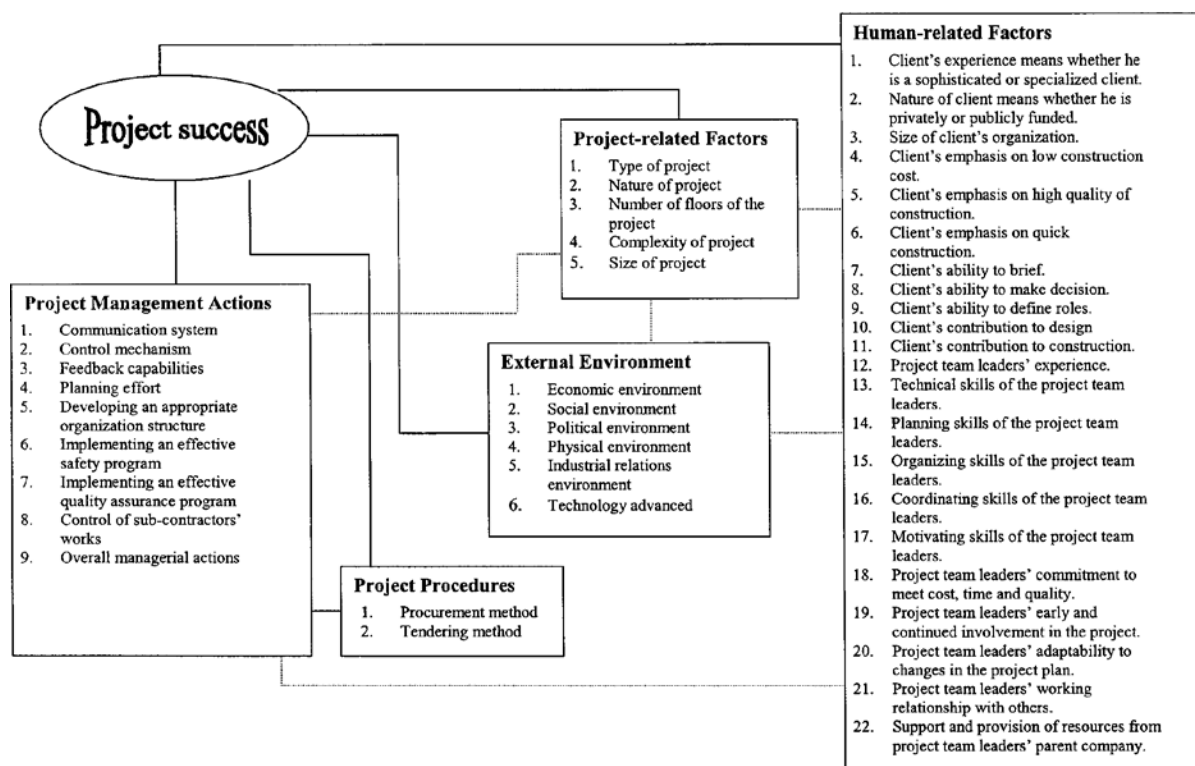 Project success
Project Management Actions
1. Communication system
2. Control mechanism
3. Feedback capabilities
4. Planning effort
5. Developing an appropriate
organization structure
6. Implementing an effective
safety program
7. Implementing an effective
quality assurance program
8. Control of sub-contractors'
works
9. Overall managerial actions
Project Procedures
1. Procurement method
2. Tendering method
Project-related Factors
1. Type of project
2. Nature of project
3. Number of floors of the
project
4. Complexity of project
5. Size of project
External Environment
1. Economic environment
2. Social environment
3. Political environment
4. Physical environment
5. Industrial relations
environment
6. Technology advanced
Human-related Factors
1. Client's experience means whether he
is a sophisticated or specialized client.
2. Nature of client means whether he is
privately or publicly funded.
3. Size of client's organization.
4. Client's emphasis on low construction
cost.
5. Client's emphasis on high quality of
construction.
6. Client's emphasis on quick
construction.
7. Client's ability to brief.
8. Client's ability to make decision.
9. Client's ability to define roles.
10. Client's contribution to design
11. Client's contribution to construction.
12. Project team leaders' experience.
13. Technical skills of the project team
leaders.
14. Planning skills of the project team
leaders.
15. Organizing skills of the project team
leaders.
16. Coordinating skills of the project team
leaders.
17. Motivating skills of the project team
leaders.
18. Project team leaders' commitment to
meet cost, time and quality.
19. Project team leaders' early and
continued involvement in the project.
20. Project team leaders' adaptability to
changes in the project plan.
21. Project team leaders' working
relationship with others.
22. Support and provision of resources from
project team leaders' parent company.